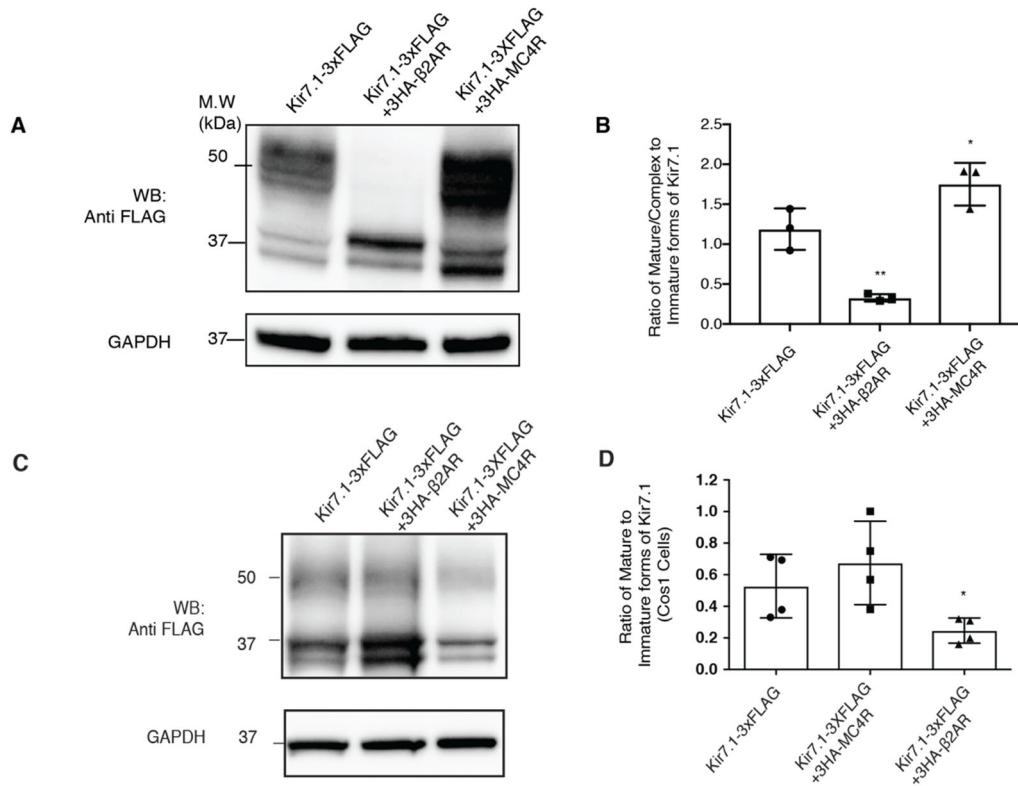 A
M.W
(kDa)
Kir7.1-3xFLAG
Kir7.1-3xFLAG
+3HA-β2AR
Kir7.1-3XFLAG
+3HA-MC4R
50
37
WB:
Anti FLAG
GAPDH
37
B
Ratio of Mature/Complex to
Immature forms of Kir7.1
2.5
2.0
1.5
1.0
0.5
0.0
**
*
Kir7.1-3xFLAG
Kir7.1-3xFLAG
+3HA-β2AR
Kir7.1-3XFLAG
+3HA-MC4R
C
Kir7.1-3xFLAG
Kir7.1-3xFLAG
+3HA-β2AR
Kir7.1-3XFLAG
+3HA-MC4R
50
37
WB:
Anti FLAG
GAPDH
37
D
Ratio of Mature to
Immature forms of Kir7.1
(Cos1 Cells)
1.2
1.0
0.8
0.6
0.4
0.2
0.0
*
Kir7.1-3xFLAG
Kir7.1-3XFLAG
+3HA-MC4R
Kir7.1-3xFLAG
+3HA-β2AR